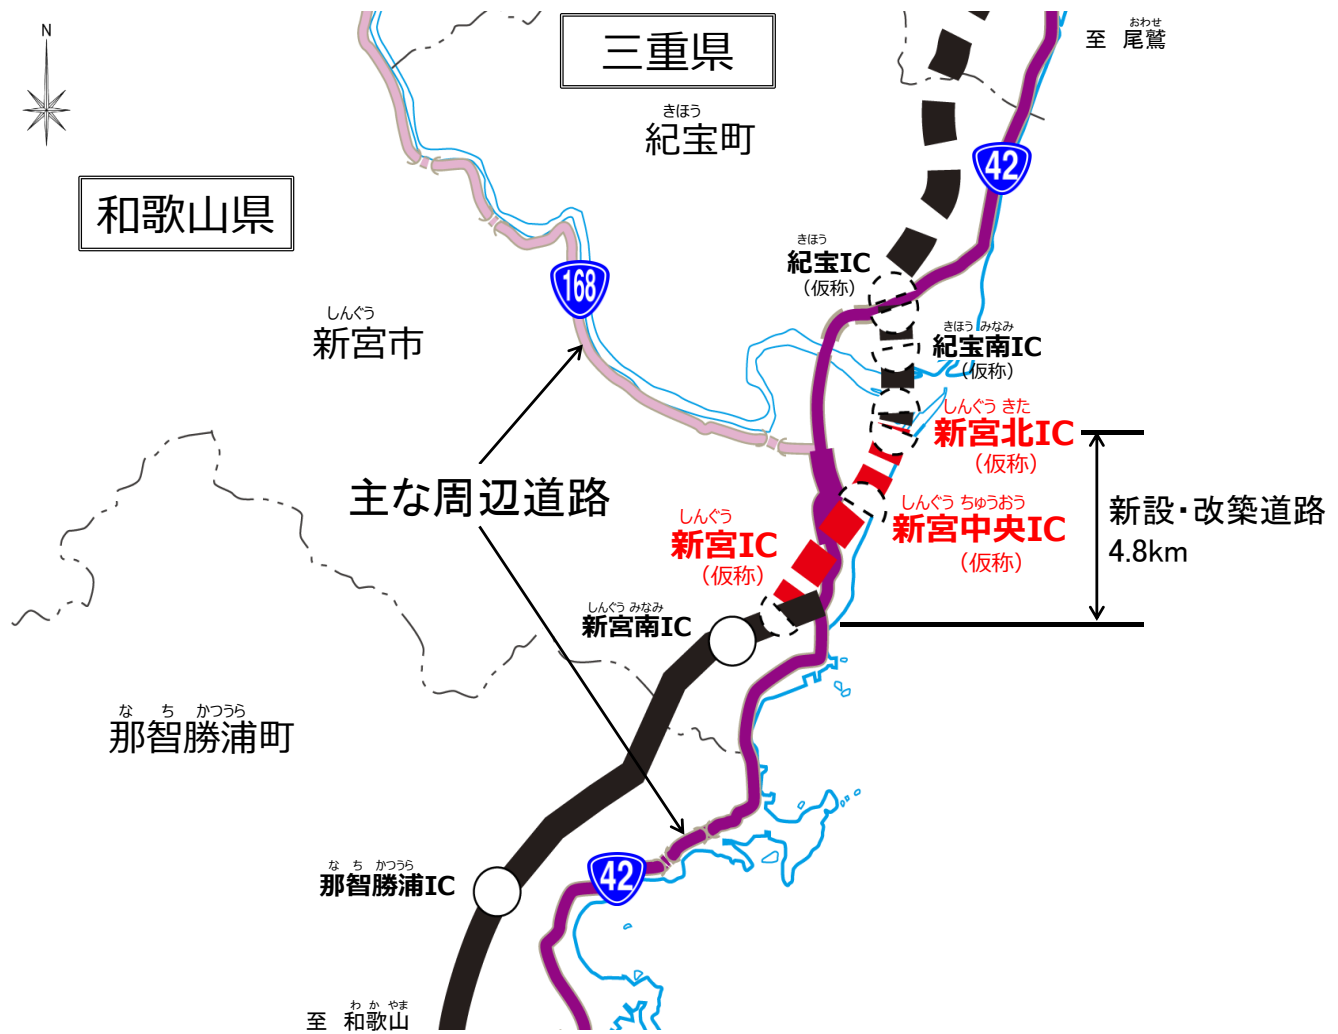 N
三重県
おわせ
至 尾鷲
きほう
紀宝町
42
和歌山県
きほう
紀宝IC
(仮称)
168
しんぐう
新宮市
きほう みなみ
紀宝南IC
(仮称)
しんぐう きた
新宮北IC
(仮称)
主な周辺道路
しんぐう ちゅうおう
新宮中央IC
(仮称)
新設・改築道路
4.8km
しんぐう
新宮IC
(仮称)
しんぐう みなみ
新宮南IC
な ち かつうら
那智勝浦町
な ち かつうら
那智勝浦IC
42
わ か やま
至 和歌山